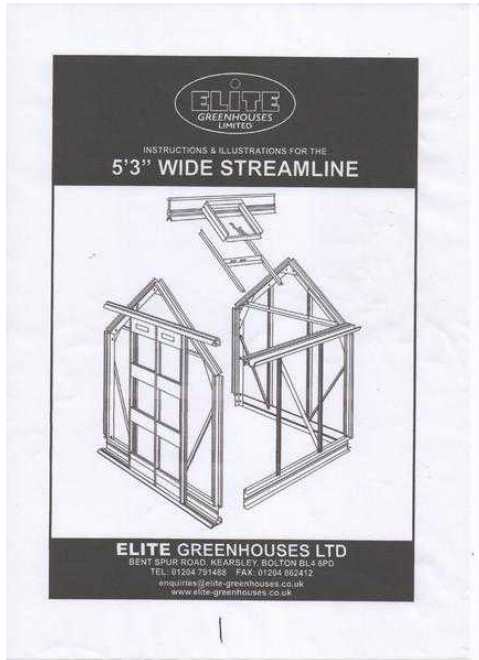 ELiTE
GREENHOUSES
LIMITED
INSTRUCTIONS & ILLUSTRATIONS FOR THE
5'3" WIDE STREAMLINE
ELITE GREENHOUSES LTD
BENT SPUR ROAD, KEARSLEY, BOLTON BL4 8PD
TEL: 01204 791488 FAX: 01204 862412
enquiries@elite-greenhouses.co.uk
www.elite-greenhouses.co.uk
1